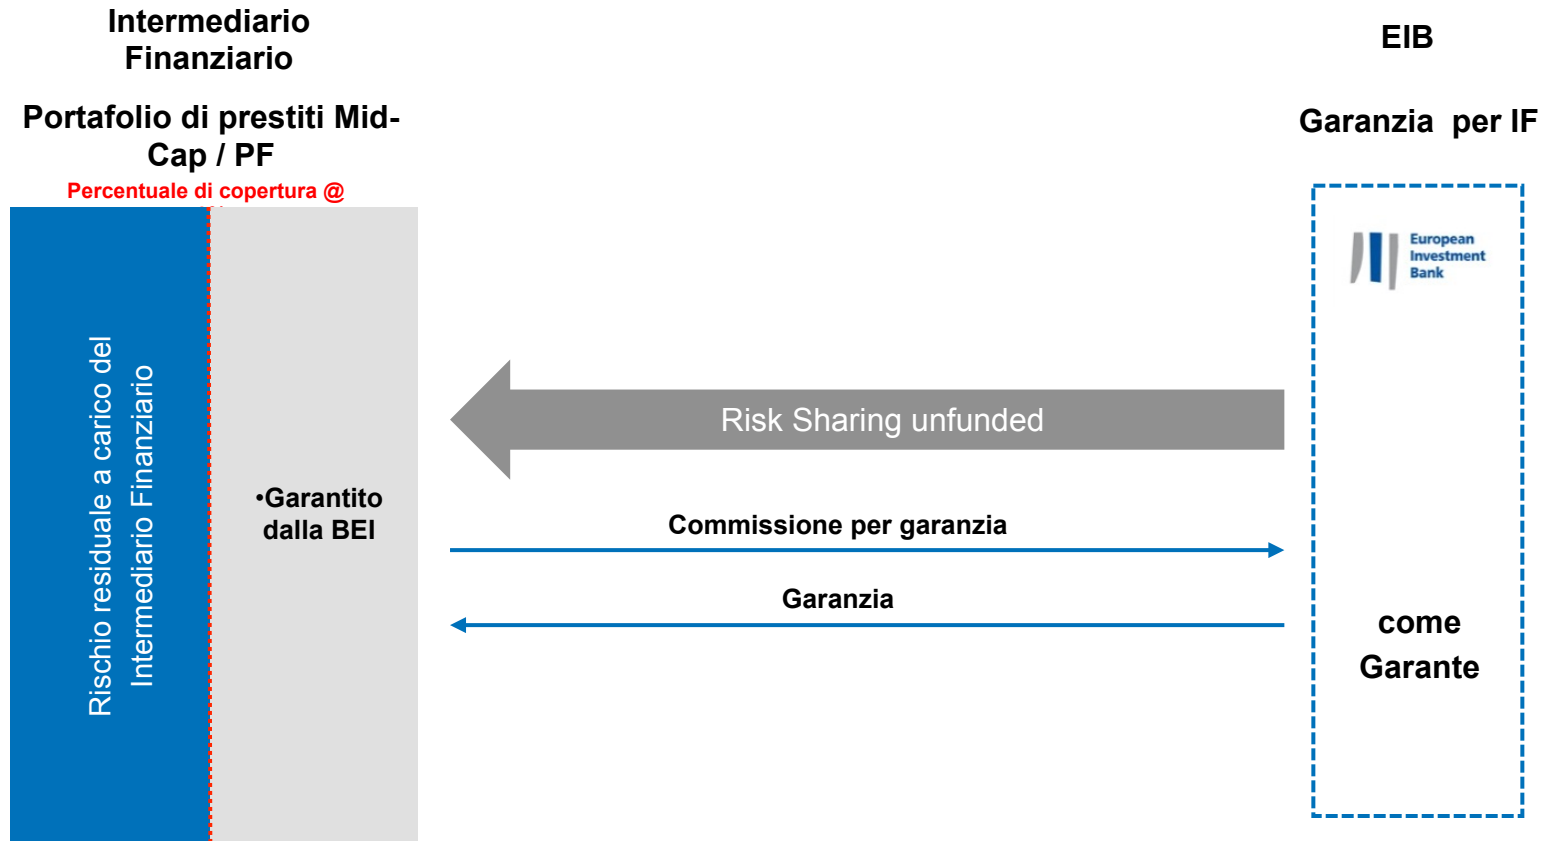 Intermediario
Finanziario
Portafolio di prestiti Mid-
Cap / PF
Percentuale di copertura @
Rischio residuale a carico del
Intermediario Finanziario
•Garantito
dalla BEI
Risk Sharing unfunded
Commissione per garanzia
Garanzia
EIB
Garanzia per IF
European
Investment
Bank
come
Garante